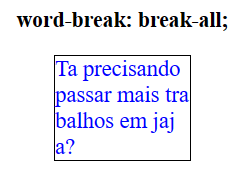 word-break: break-all;
Ta precisando
passar mais tra
balhos em jaj
a?